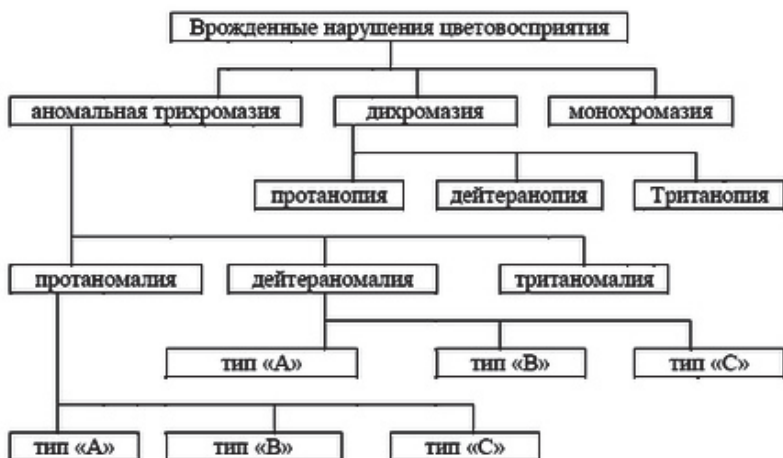 Врожденные нарушения цветовосприятия
аномальная трихромазия
дихромазия
монохромазия
протанопия
дейтеранопия
Тританопия
протаномалия
дейтераномалия
тританомалия
тип «А»
тип «В»
тип «С»
тип «А»
тип «В»
тип «С»